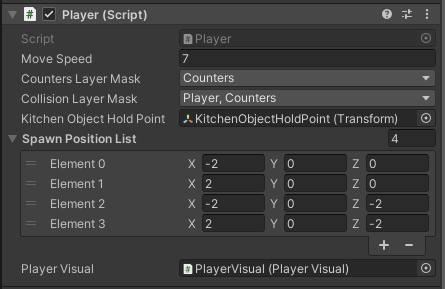 Player (Script)
Script Player
Move Speed 7
Counters Layer Mask Counters
Collision Layer Mask Player, Counters
Kitchen Object Hold Point KitchenObjectHoldPoint (Transform)
Spawn Position List 4
Element 0 X -2 Y 0 Z 0
Element 1 X 2 Y 0 Z 0
Element 2 X -2 Y 0 Z -2
Element 3 X 2 Y 0 Z -2
+ −
Player Visual PlayerVisual (Player Visual)